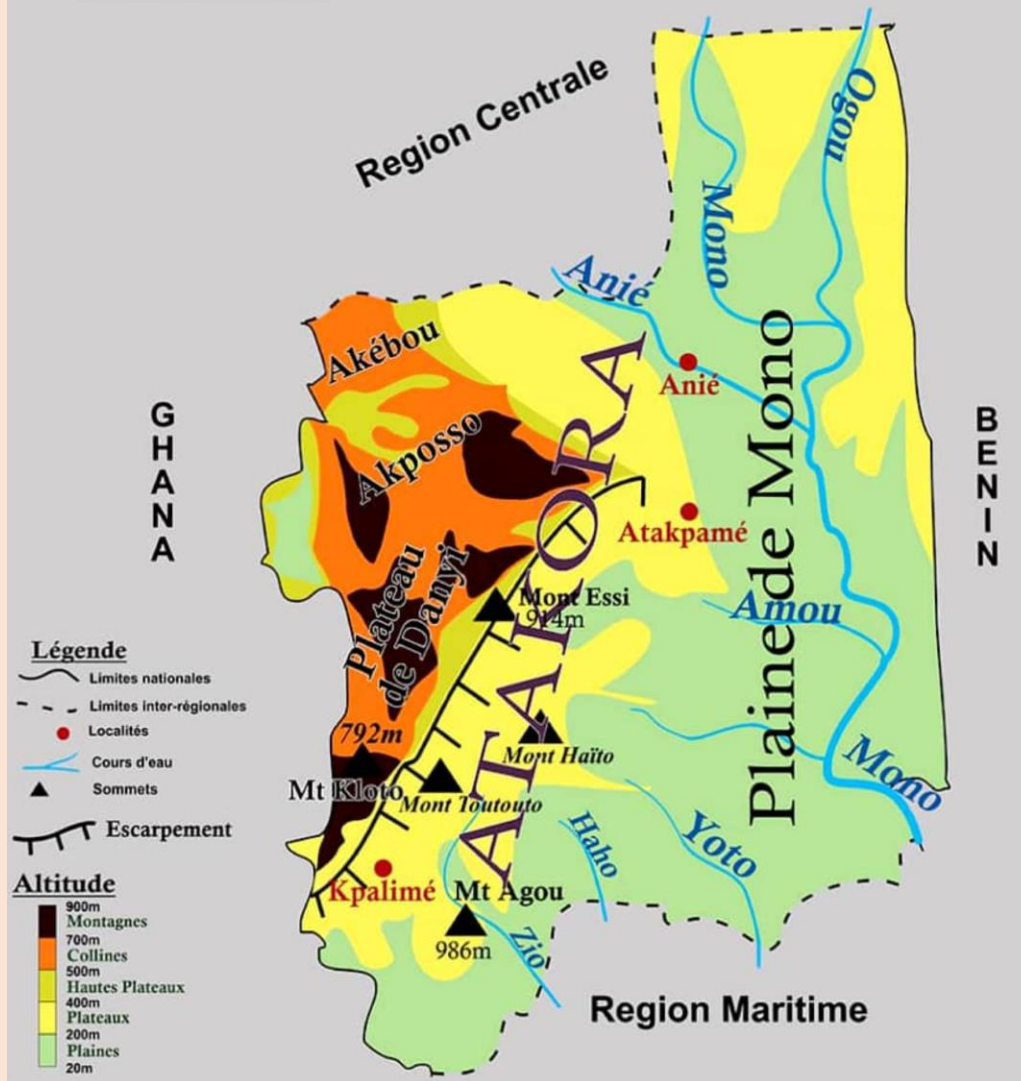 Region Centrale
Ogou
Mono
Anié
Akébou
Anié
Akposso
GHANA
BENIN
ATAKORA
Plaine de Mono
Atakpamé
Plateau
de Danyi
Mont Essi
914m
Amou
Légende
Limites nationales
Limites inter-régionales
Localités
Cours d'eau
Sommets
Escarpement
792m
Mt Kloto
Mont Haïto
Mont Toutouto
Mono
Haho
Yoto
Kpalimé
Mt Agou
986m
Zio
Altitude
900m
Montagnes
700m
Collines
500m
Hautes Plateaux
400m
Plateaux
200m
Plaines
20m
Region Maritime